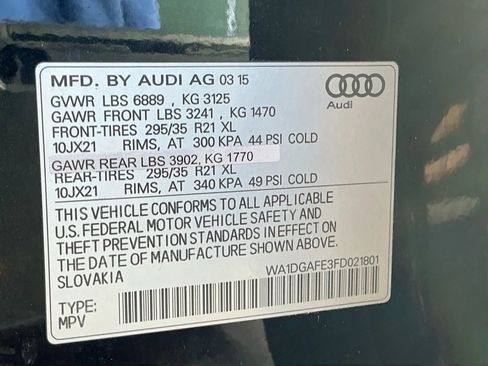 MFD. BY AUDI AG 03 15
GVWR LBS 6889 , KG 3125
GAWR FRONT LBS 3241 , KG 1470
FRONT-TIRES 295/35 R21 XL
10JX21 RIMS, AT 300 KPA 44 PSI COLD
GAWR REAR LBS 3902, KG 1770
REAR-TIRES 295/35 R21 XL
10JX21 RIMS, AT 340 KPA 49 PSI COLD
THIS VEHICLE CONFORMS TO ALL APPLICABLE
U.S. FEDERAL MOTOR VEHICLE SAFETY AND
THEFT PREVENTION STANDARDS IN EFFECT ON
THE DATE OF MANUFACTURE SHOWN ABOVE.
SLOVAKIA
WA1DGAFE3FD021801
TYPE:
MPV
Audi